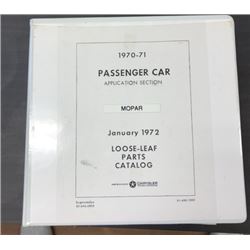 1970-71
PASSENGER CAR
APPLICATION SECTION
MOPAR
January 1972
LOOSE-LEAF
PARTS
CATALOG
CHRYSLER